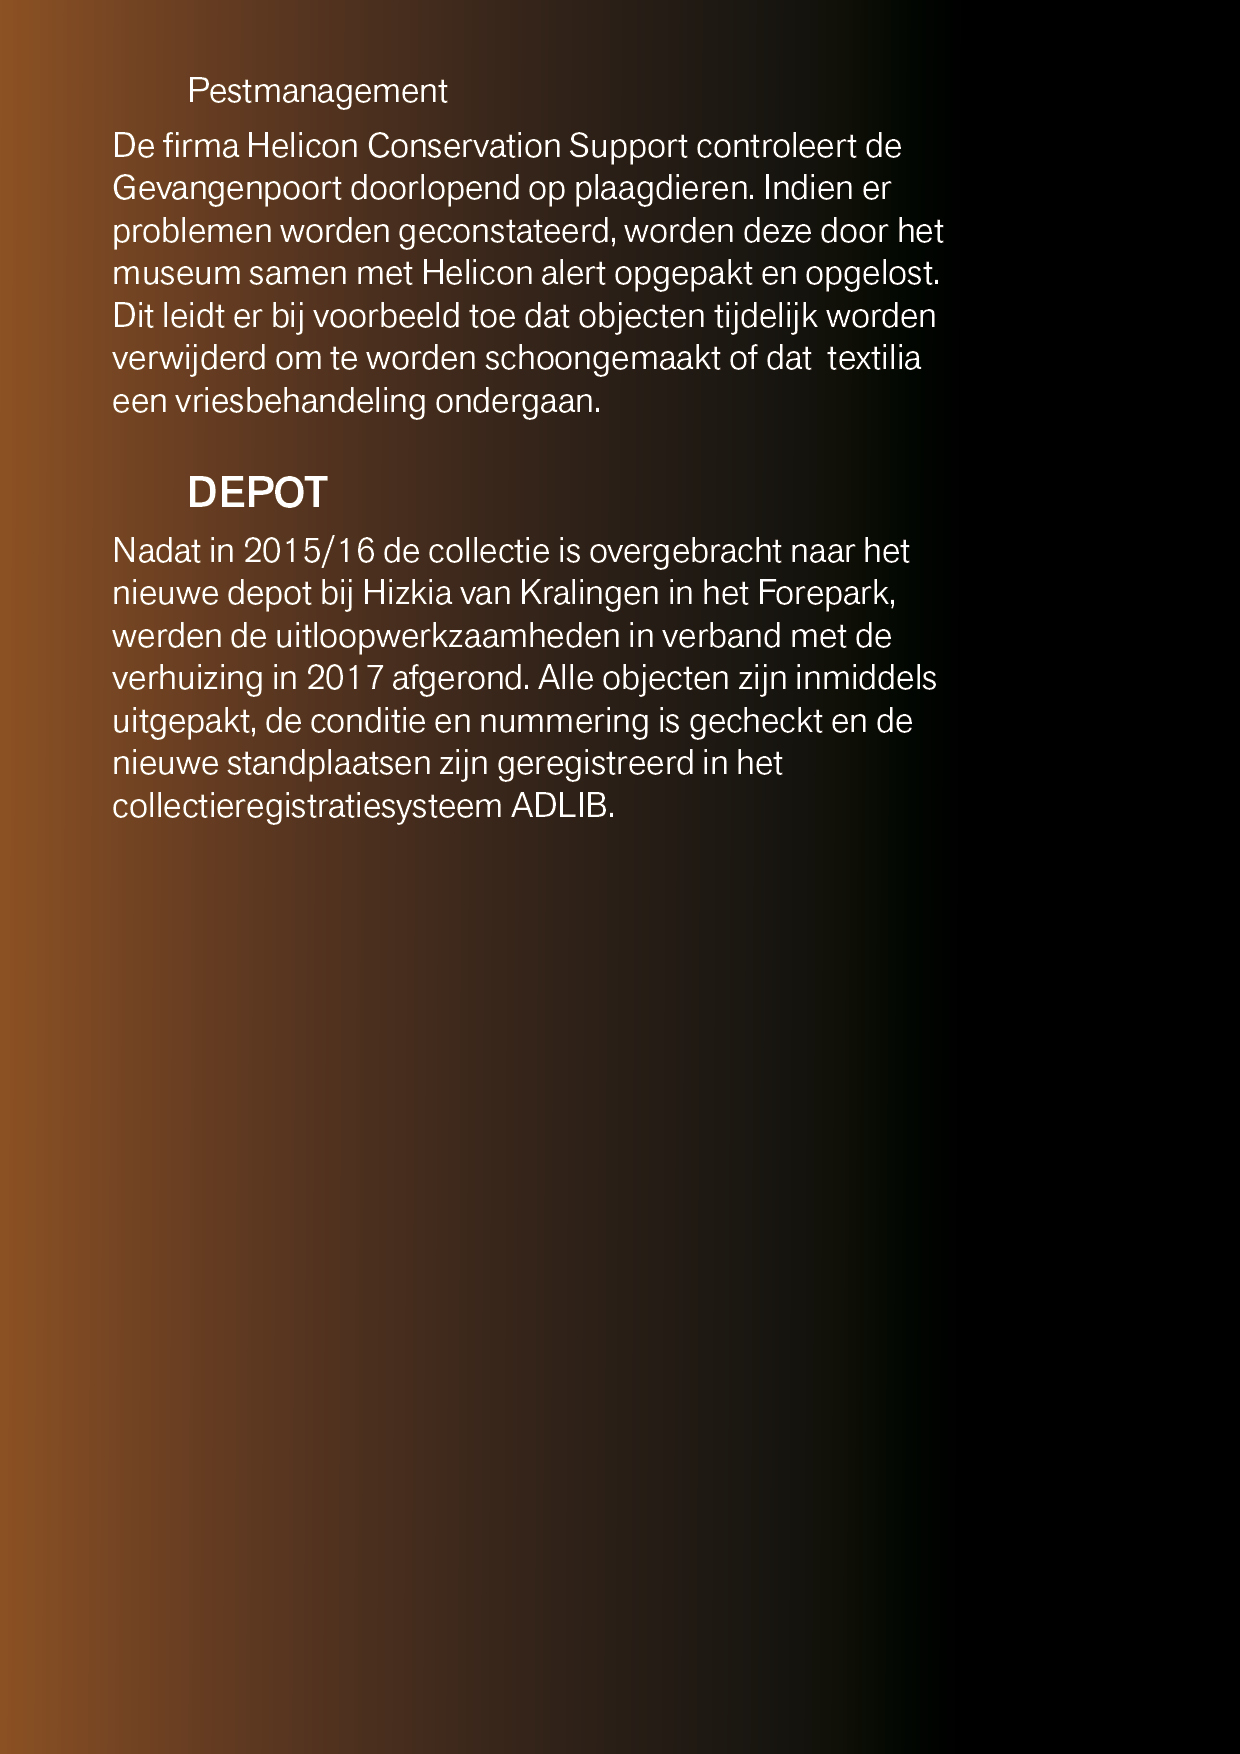 Pestmanagement
De firma Helicon Conservation Support controleert de
Gevangenpoort doorlopend op plaagdieren. Indien er
problemen worden geconstateerd, worden deze door het
museum samen met Helicon alert opgepakt en opgelost.
Dit leidt er bij voorbeeld toe dat objecten tijdelijk worden
verwijderd om te worden schoongemaakt of dat  textilia
een vriesbehandeling ondergaan.
DEPOT
Nadat in 2015/16 de collectie is overgebracht naar het
nieuwe depot bij Hizkia van Kralingen in het Forepark,
werden de uitloopwerkzaamheden in verband met de
verhuizing in 2017 afgerond. Alle objecten zijn inmiddels
uitgepakt, de conditie en nummering is gecheckt en de
nieuwe standplaatsen zijn geregistreerd in het
collectieregistratiesysteem ADLIB.